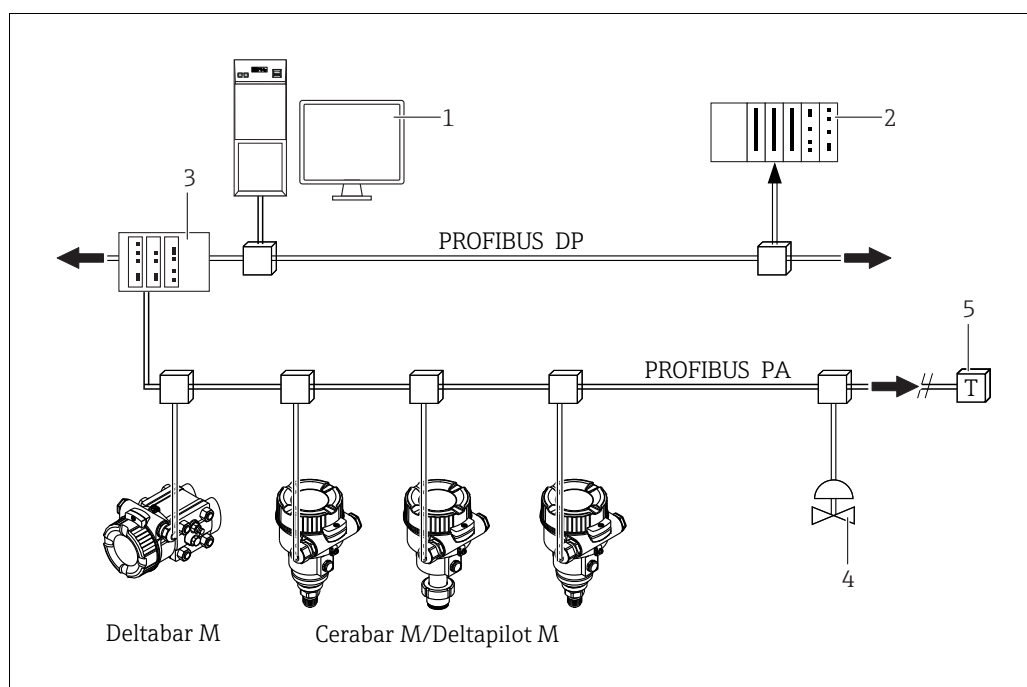 1
2
3
PROFIBUS DP
5
PROFIBUS PA
T
4
Deltabar M
Cerabar M/Deltapilot M